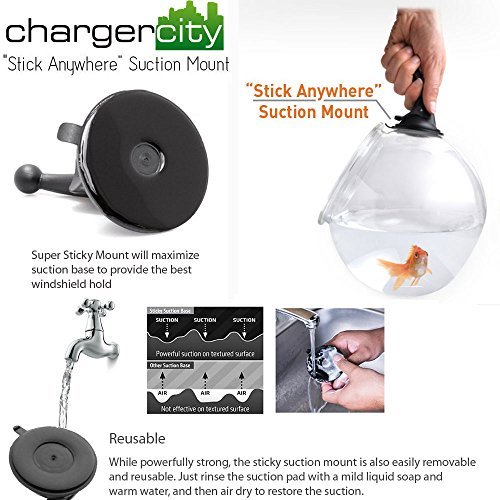 chargercity
"Stick Anywhere" Suction Mount
“Stick Anywhere”
Suction Mount
Super Sticky Mount will maximize
suction base to provide the best
windshield hold
Sticky Suction Base
SUCTION SUCTION SUCTION
Powerful suction on textured surface
Other Suction Base
AIR AIR AIR
Not effective on textured surface
Reusable
While powerfully strong, the sticky suction mount is also easily removable
and reusable. Just rinse the suction pad with a mild liquid soap and
warm water, and then air dry to restore the suction.